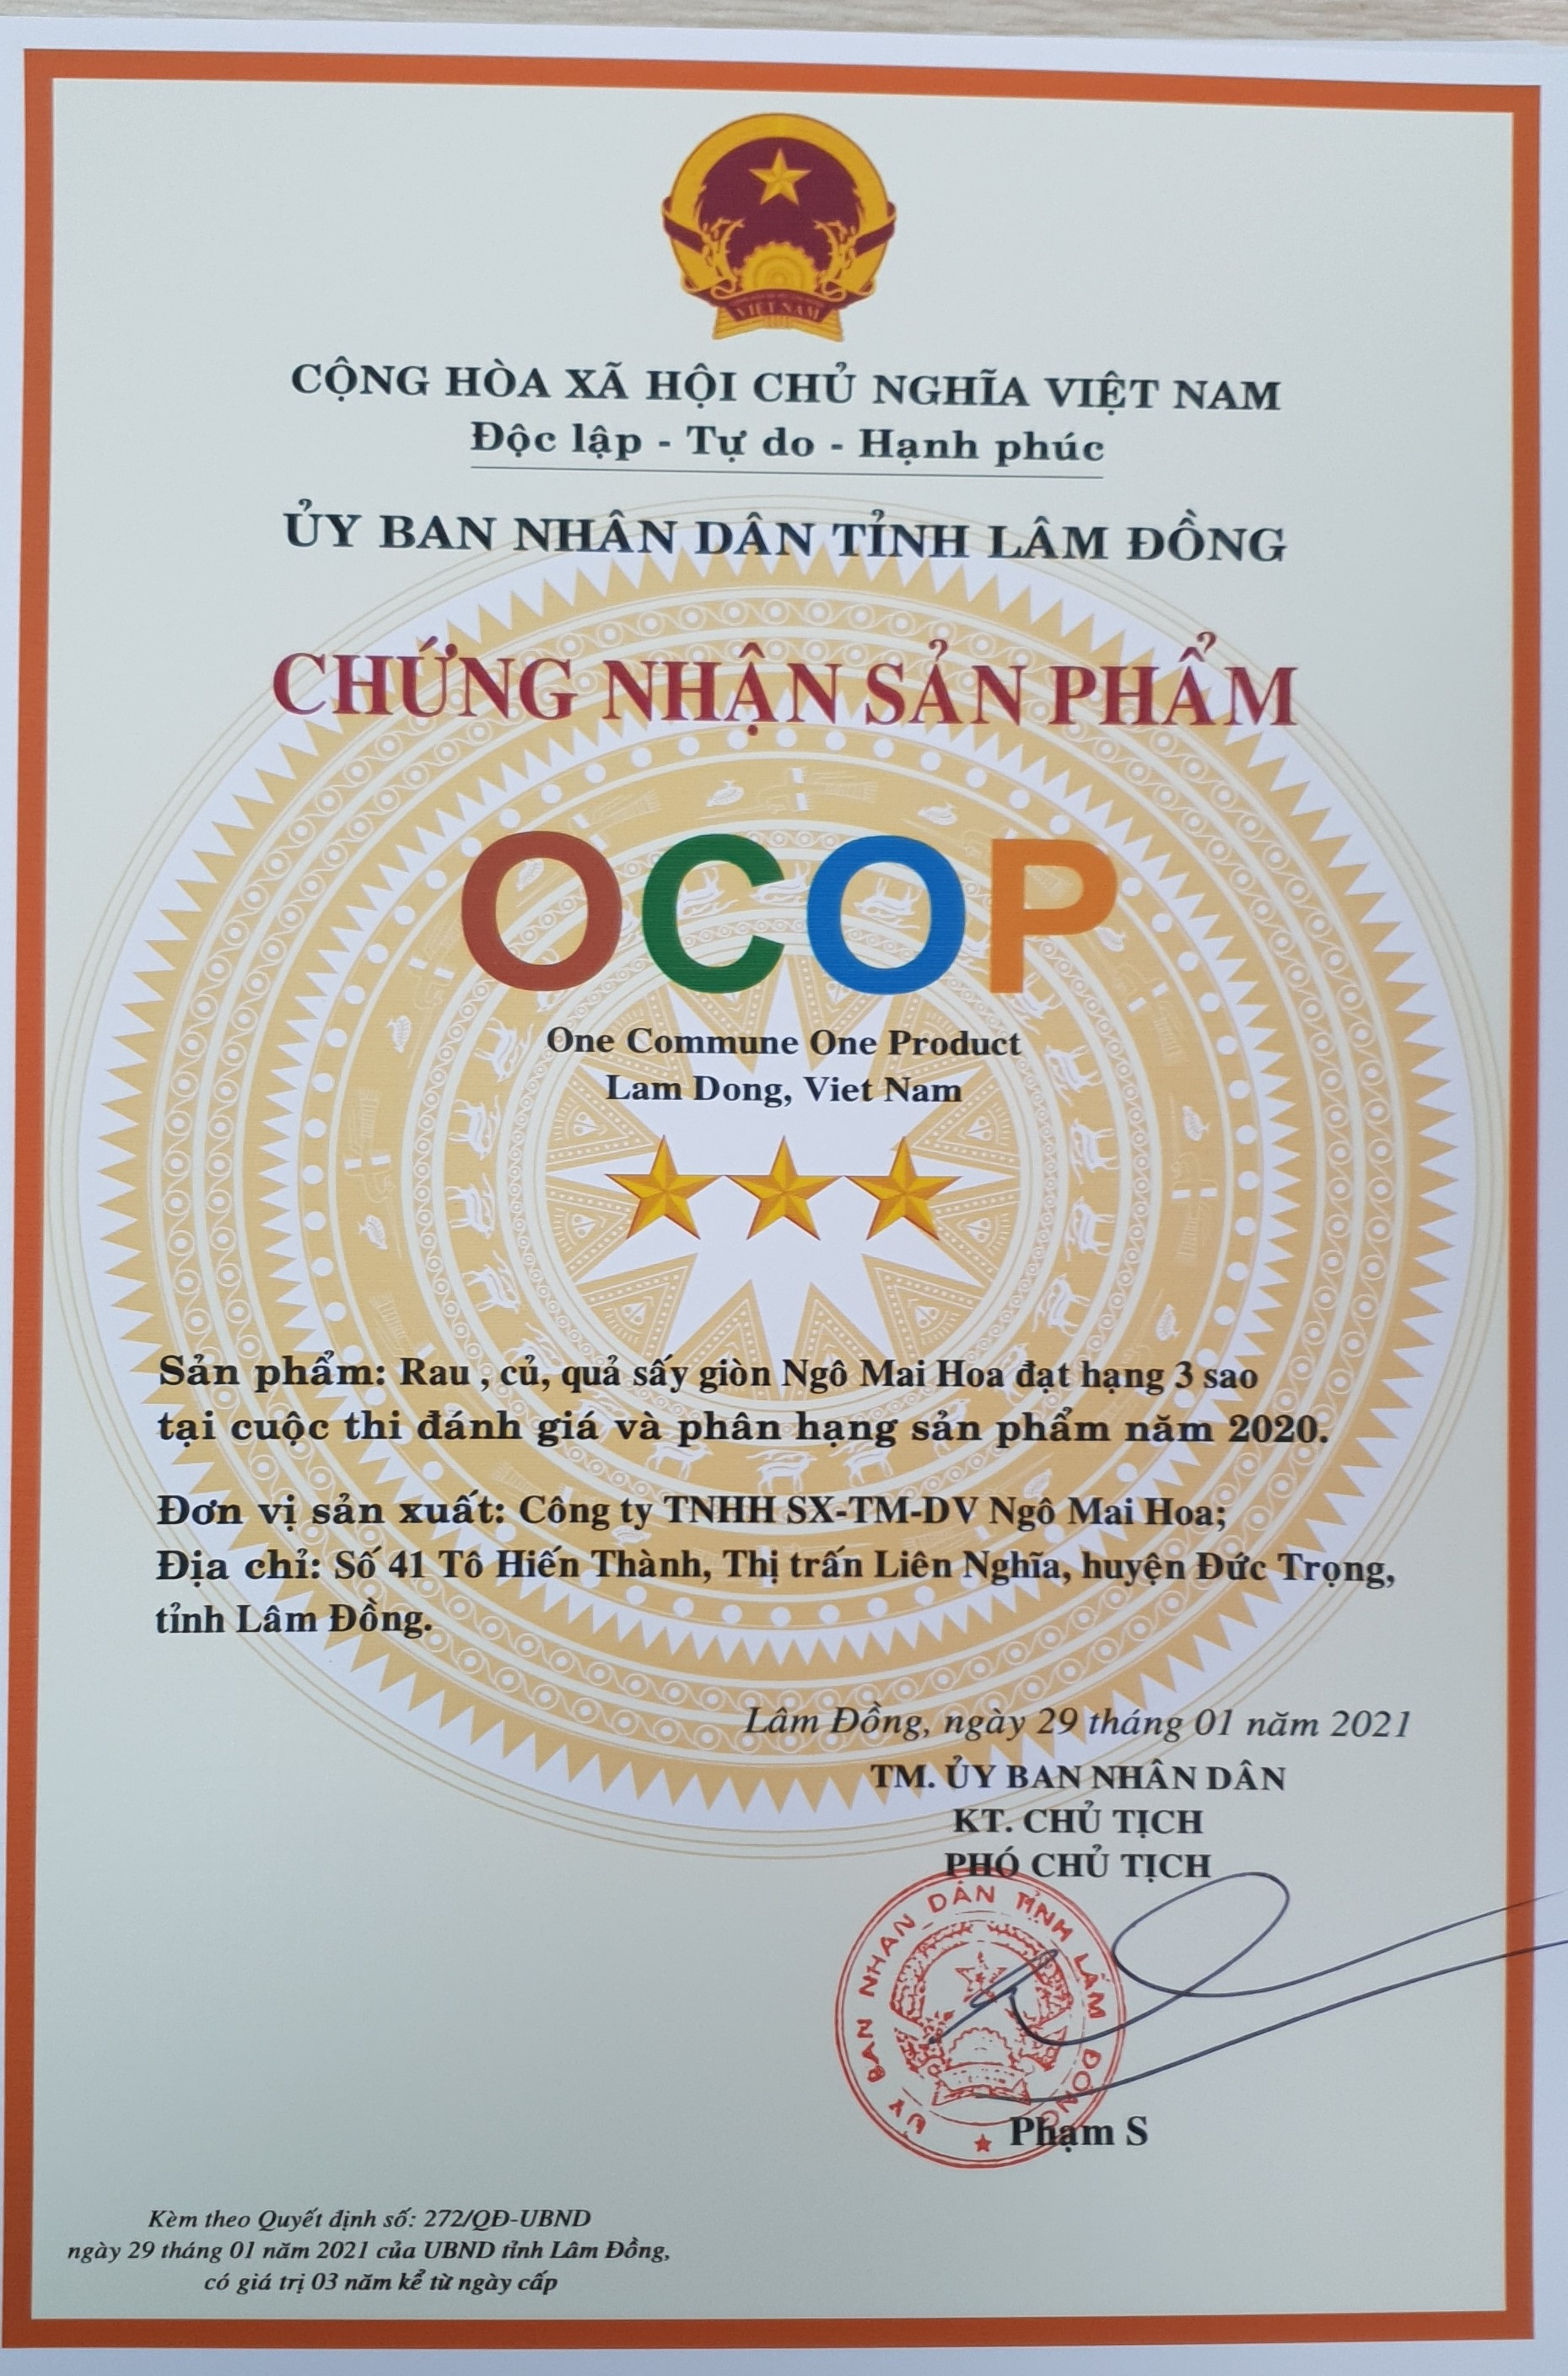 VIỆT NAM
CỘNG HÒA XÃ HỘI CHỦ NGHĨA VIỆT NAM
Độc lập - Tự do - Hạnh phúc
ỦY BAN NHÂN DÂN TỈNH LÂM ĐỒNG
CHỨNG NHẬN SẢN PHẨM
OCOP
One Commune One Product
Lam Dong, Viet Nam
Sản phẩm: Rau , củ, quả sấy giòn Ngô Mai Hoa đạt hạng 3 sao
tại cuộc thi đánh giá và phân hạng sản phẩm năm 2020.
Đơn vị sản xuất: Công ty TNHH SX-TM-DV Ngô Mai Hoa;
Địa chỉ: Số 41 Tô Hiến Thành, Thị trấn Liên Nghĩa, huyện Đức Trọng,
tỉnh Lâm Đồng.
Lâm Đồng, ngày 29 tháng 01 năm 2021
TM. ỦY BAN NHÂN DÂN
KT. CHỦ TỊCH
PHÓ CHỦ TỊCH
ỦY BAN NHÂN DÂN TỈNH LÂM ĐỒNG
Phạm S
Kèm theo Quyết định số: 272/QĐ-UBND
ngày 29 tháng 01 năm 2021 của UBND tỉnh Lâm Đồng,
có giá trị 03 năm kể từ ngày cấp